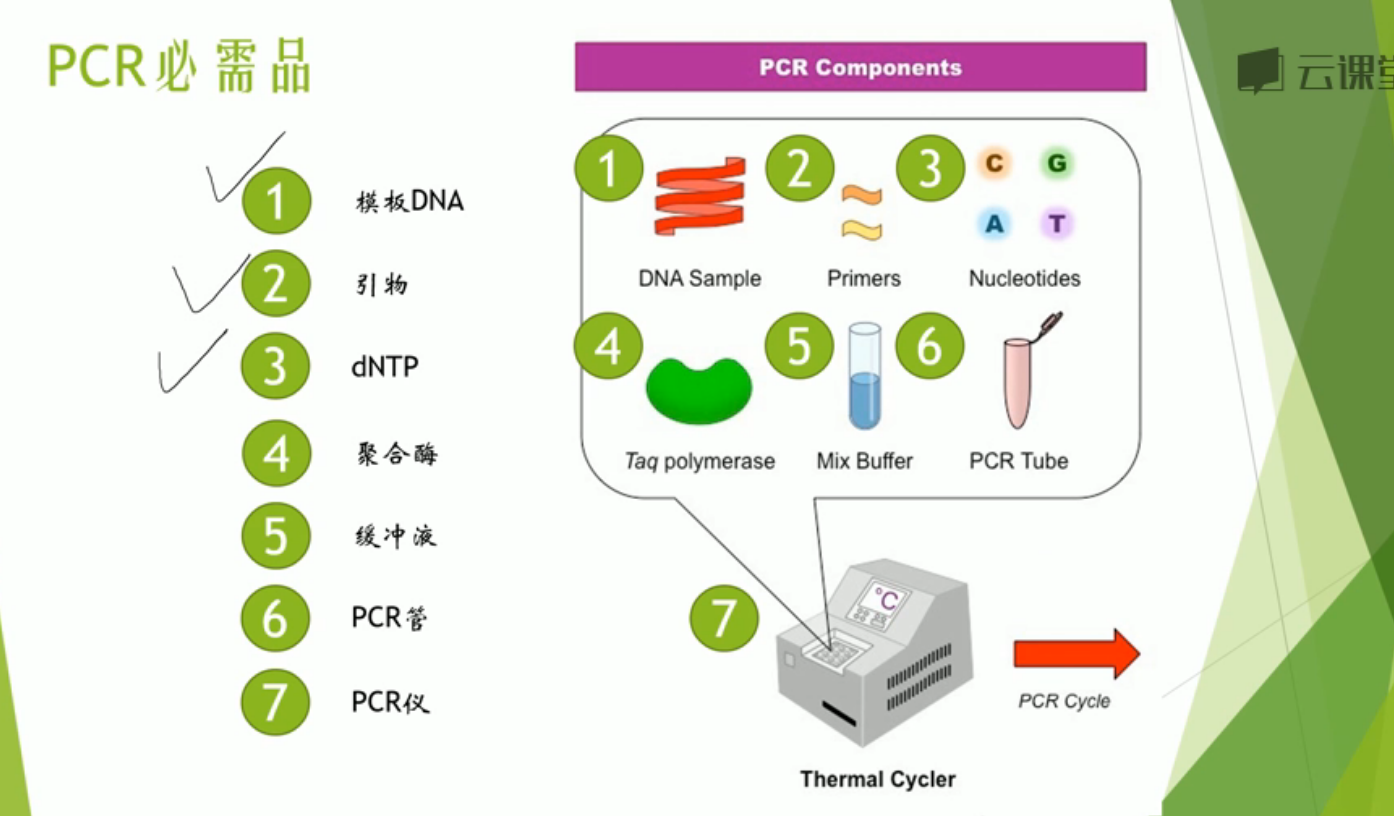 PCR必需品
云课堂
1 模板DNA
2 引物
3 dNTP
4 聚合酶
5 缓冲液
6 PCR管
7 PCR仪
PCR Components
1 2 3 C G
A T
DNA Sample Primers Nucleotides
4 5 6
Taq polymerase Mix Buffer PCR Tube
7 °C
PCR Cycle
Thermal Cycler